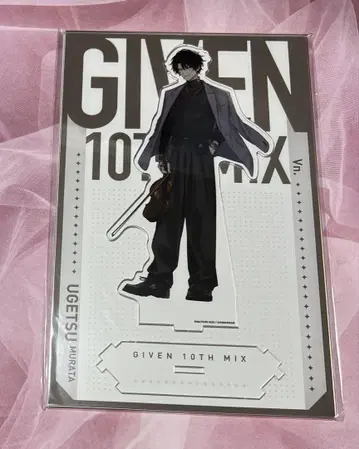 GIVEN
10TH MIX
Vn.
UGETSU MURATA
GIVEN 10TH MIX